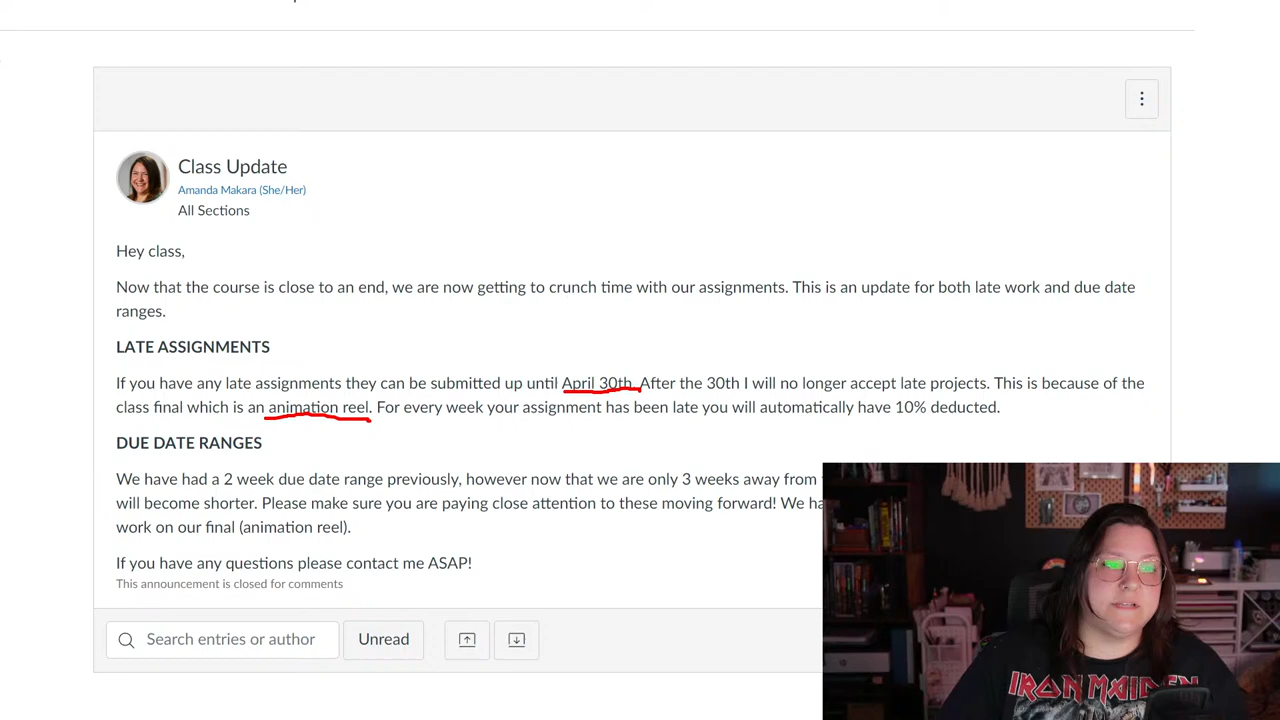 Class Update
Amanda Makara (She/Her)
All Sections
Hey class,
Now that the course is close to an end, we are now getting to crunch time with our assignments. This is an update for both late work and due date
ranges.
LATE ASSIGNMENTS
If you have any late assignments they can be submitted up until April 30th. After the 30th I will no longer accept late projects. This is because of the
class final which is an animation reel. For every week your assignment has been late you will automatically have 10% deducted.
DUE DATE RANGES
We have had a 2 week due date range previously, however now that we are only 3 weeks away from
will become shorter. Please make sure you are paying close attention to these moving forward! We
work on our final (animation reel).
If you have any questions please contact me ASAP!
This announcement is closed for comments
Search entries or author
Unread
IRON MAIDEN